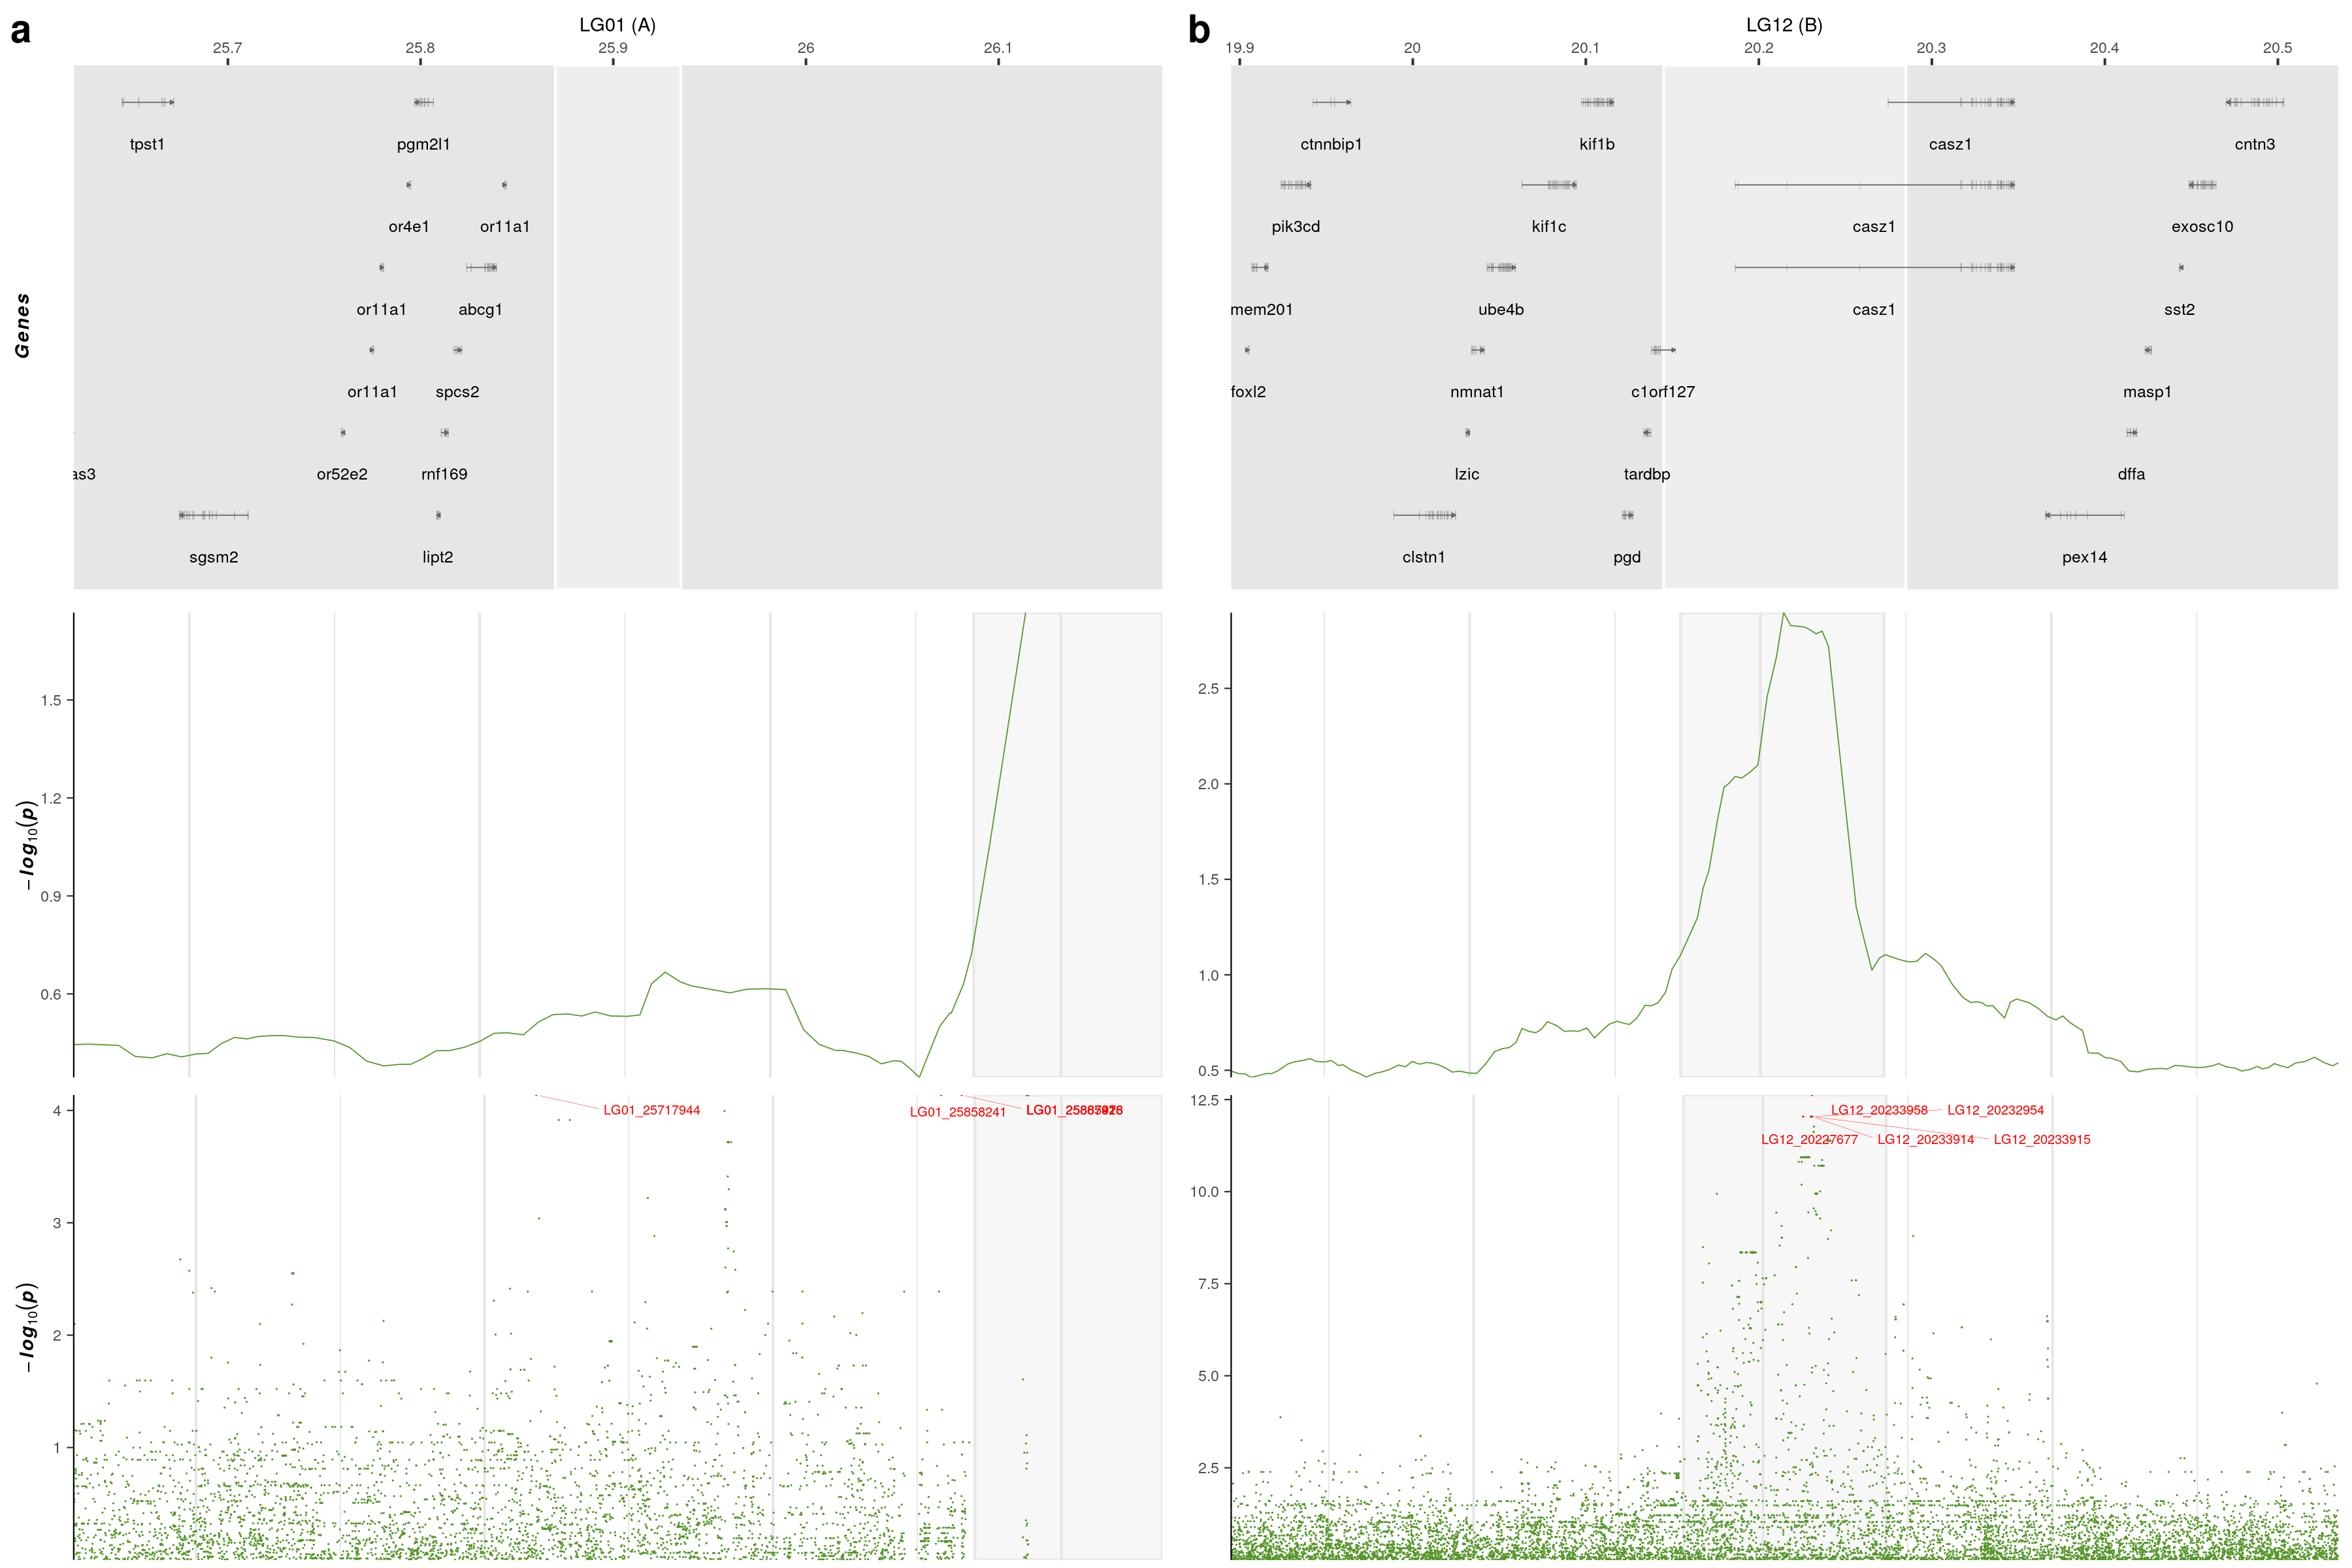 a
LG01 (A)
25.7 25.8 25.9 26 26.1
Genes
tpst1 pgm2l1
or4e1 or11a1
or11a1 abcg1
or11a1 spcs2
as3 or52e2 rnf169
sgsm2 lipt2
−log10(p)
1.5
1.2
0.9
0.6
−log10(p)
4
3
2
1
LG01_25717944 LG01_25858241
b
LG12 (B)
19.9 20 20.1 20.2 20.3 20.4 20.5
ctnnbip1 kif1b casz1 cntn3
pik3cd kif1c casz1 exosc10
mem201 ube4b casz1 sst2
foxl2 nmnat1 c1orf127 masp1
lzic tardbp dffa
clstn1 pgd pex14
2.5
2.0
1.5
1.0
0.5
12.5
10.0
7.5
5.0
2.5
LG12_20233958 LG12_20232954
LG12_20227677 LG12_20233914 LG12_20233915